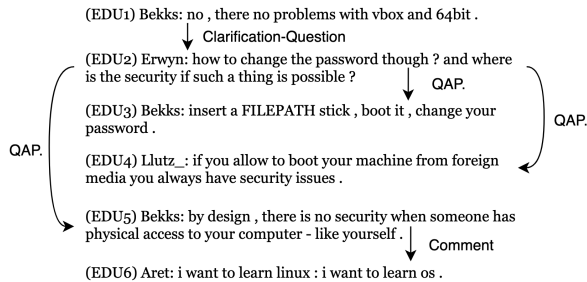 (EDU1) Bekks: no , there no problems with vbox and 64bit .
Clarification-Question
(EDU2) Erwyn: how to change the password though ? and where
is the security if such a thing is possible ?
QAP.
(EDU3) Bekks: insert a FILEPATH stick , boot it , change your
password .
QAP.
QAP.
(EDU4) Llutz_: if you allow to boot your machine from foreign
media you always have security issues .
(EDU5) Bekks: by design , there is no security when someone has
physical access to your computer - like yourself .
Comment
(EDU6) Aret: i want to learn linux : i want to learn os .